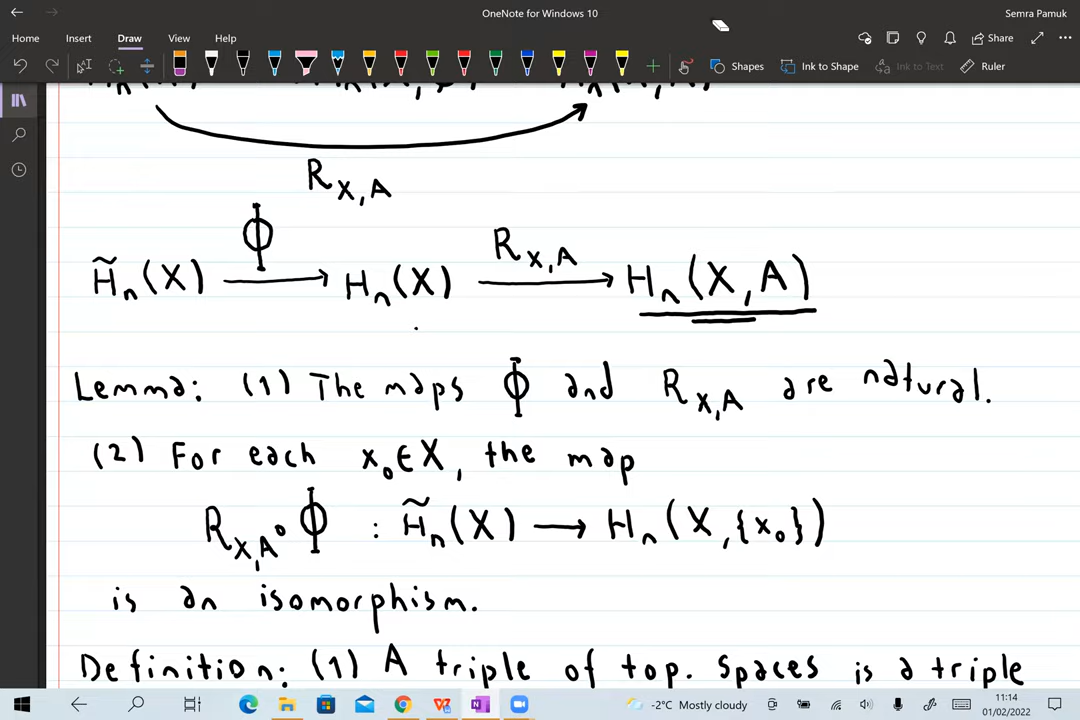 OneNote for Windows 10
Semra Pamuk
Home Insert Draw View Help
Share
Shapes Ink to Shape Ink to Text Ruler
R_{X,A}
Φ R_{X,A}
H̃_n(X) ⟶ H_n(X) ⟶ H_n(X,A)
Lemma: (1) The maps Φ and R_{X,A} are natural.
(2) For each x_0 ∈ X, the map
R_{X,A} ∘ Φ : H̃_n(X) ⟶ H_n(X,{x_0})
is an isomorphism.
Definition: (1) A triple of top. spaces is a triple
-2°C Mostly cloudy
11:14
01/02/2022